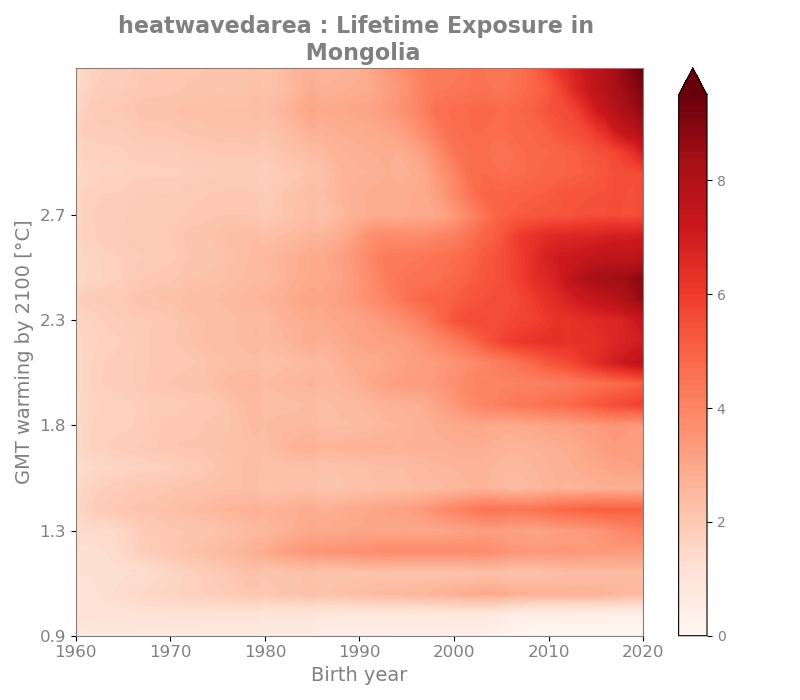 heatwavedarea : Lifetime Exposure in
Mongolia
GMT warming by 2100 [°C]
2.7
2.3
1.8
1.3
0.9
1960 1970 1980 1990 2000 2010 2020
Birth year
8
6
4
2
0